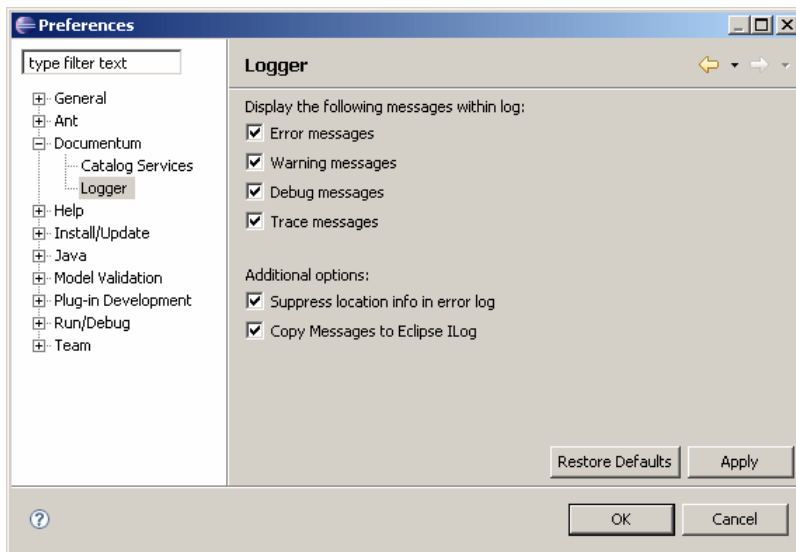 Preferences
type filter text
General
Ant
Documentum
Catalog Services
Logger
Help
Install/Update
Java
Model Validation
Plug-in Development
Run/Debug
Team
Logger
Display the following messages within log:
Error messages
Warning messages
Debug messages
Trace messages
Additional options:
Suppress location info in error log
Copy Messages to Eclipse ILog
Restore Defaults
Apply
?
OK
Cancel